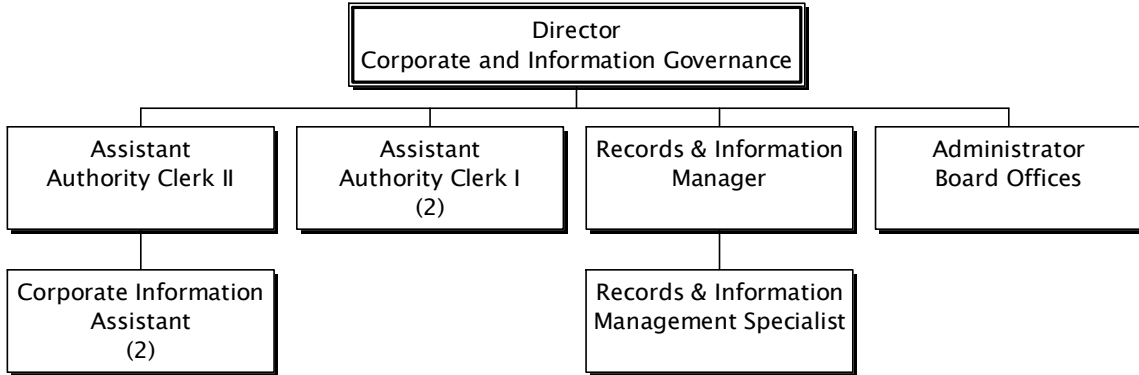 Director
Corporate and Information Governance
Assistant
Authority Clerk II
Assistant
Authority Clerk I
(2)
Records & Information
Manager
Administrator
Board Offices
Corporate Information
Assistant
(2)
Records & Information
Management Specialist